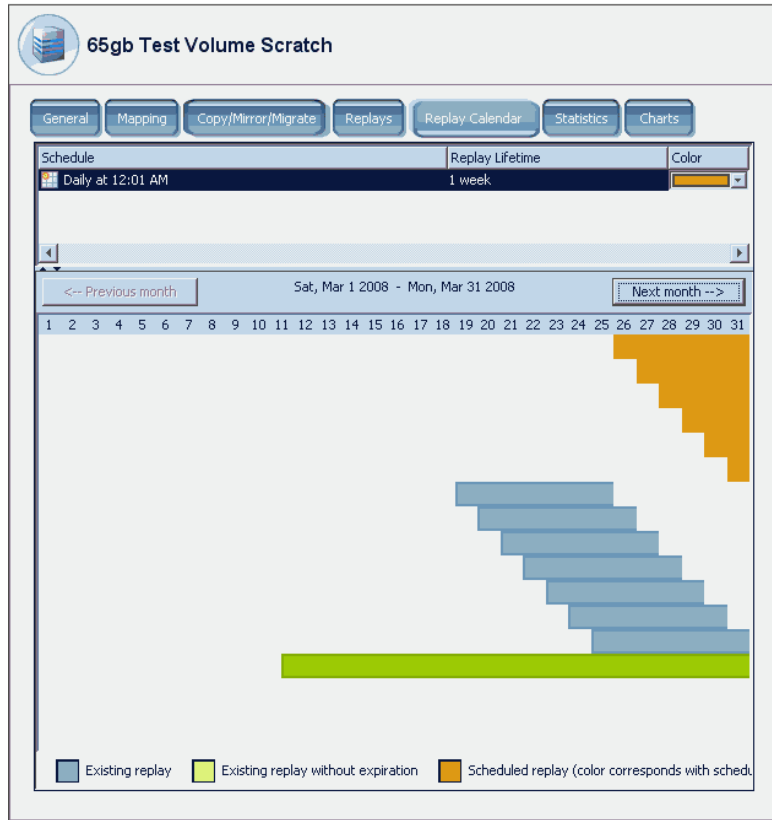 65gb Test Volume Scratch
General Mapping Copy/Mirror/Migrate Replays Replay Calendar Statistics Charts
Schedule Replay Lifetime Color
Daily at 12:01 AM 1 week
<-- Previous month Sat, Mar 1 2008 - Mon, Mar 31 2008 Next month -->
1 2 3 4 5 6 7 8 9 10 11 12 13 14 15 16 17 18 19 20 21 22 23 24 25 26 27 28 29 30 31
Existing replay Existing replay without expiration Scheduled replay (color corresponds with schedu